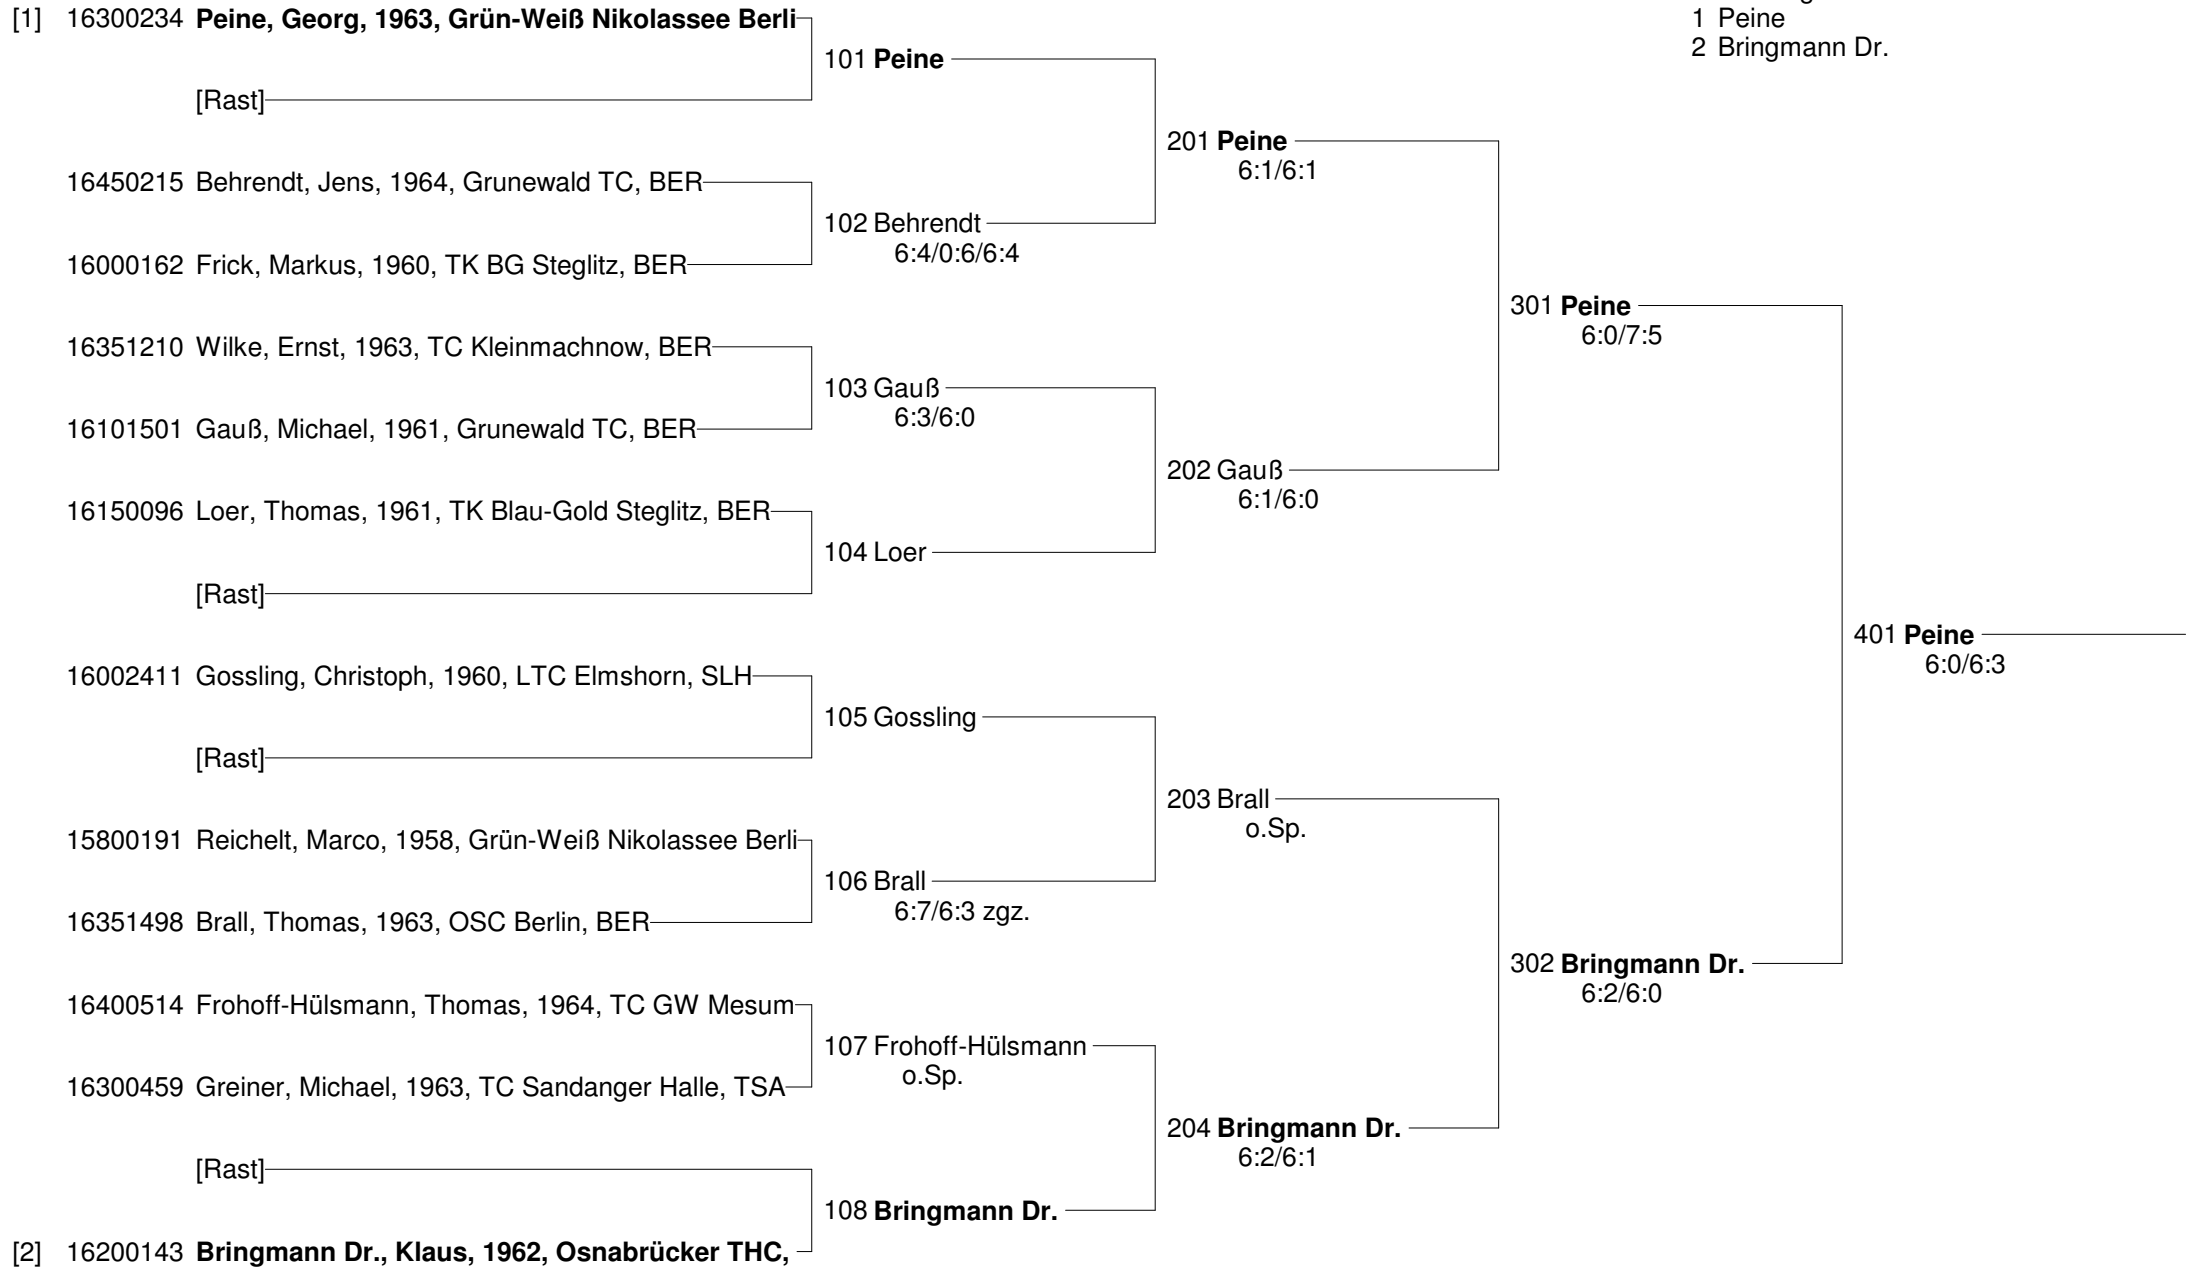 [1] 16300234 Peine, Georg, 1963, Grün-Weiß Nikolassee Berli
1 Peine
2 Bringmann Dr.
101 Peine
[Rast]
201 Peine
6:1/6:1
16450215 Behrendt, Jens, 1964, Grunewald TC, BER
102 Behrendt
6:4/0:6/6:4
16000162 Frick, Markus, 1960, TK BG Steglitz, BER
301 Peine
6:0/7:5
16351210 Wilke, Ernst, 1963, TC Kleinmachnow, BER
103 Gauß
6:3/6:0
16101501 Gauß, Michael, 1961, Grunewald TC, BER
202 Gauß
6:1/6:0
16150096 Loer, Thomas, 1961, TK Blau-Gold Steglitz, BER
104 Loer
[Rast]
401 Peine
6:0/6:3
16002411 Gossling, Christoph, 1960, LTC Elmshorn, SLH
105 Gossling
[Rast]
203 Brall
o.Sp.
15800191 Reichelt, Marco, 1958, Grün-Weiß Nikolassee Berli
106 Brall
6:7/6:3 zgz.
16351498 Brall, Thomas, 1963, OSC Berlin, BER
302 Bringmann Dr.
6:2/6:0
16400514 Frohoff-Hülsmann, Thomas, 1964, TC GW Mesum
107 Frohoff-Hülsmann
o.Sp.
16300459 Greiner, Michael, 1963, TC Sandanger Halle, TSA
204 Bringmann Dr.
6:2/6:1
[Rast]
108 Bringmann Dr.
[2] 16200143 Bringmann Dr., Klaus, 1962, Osnabrücker THC,